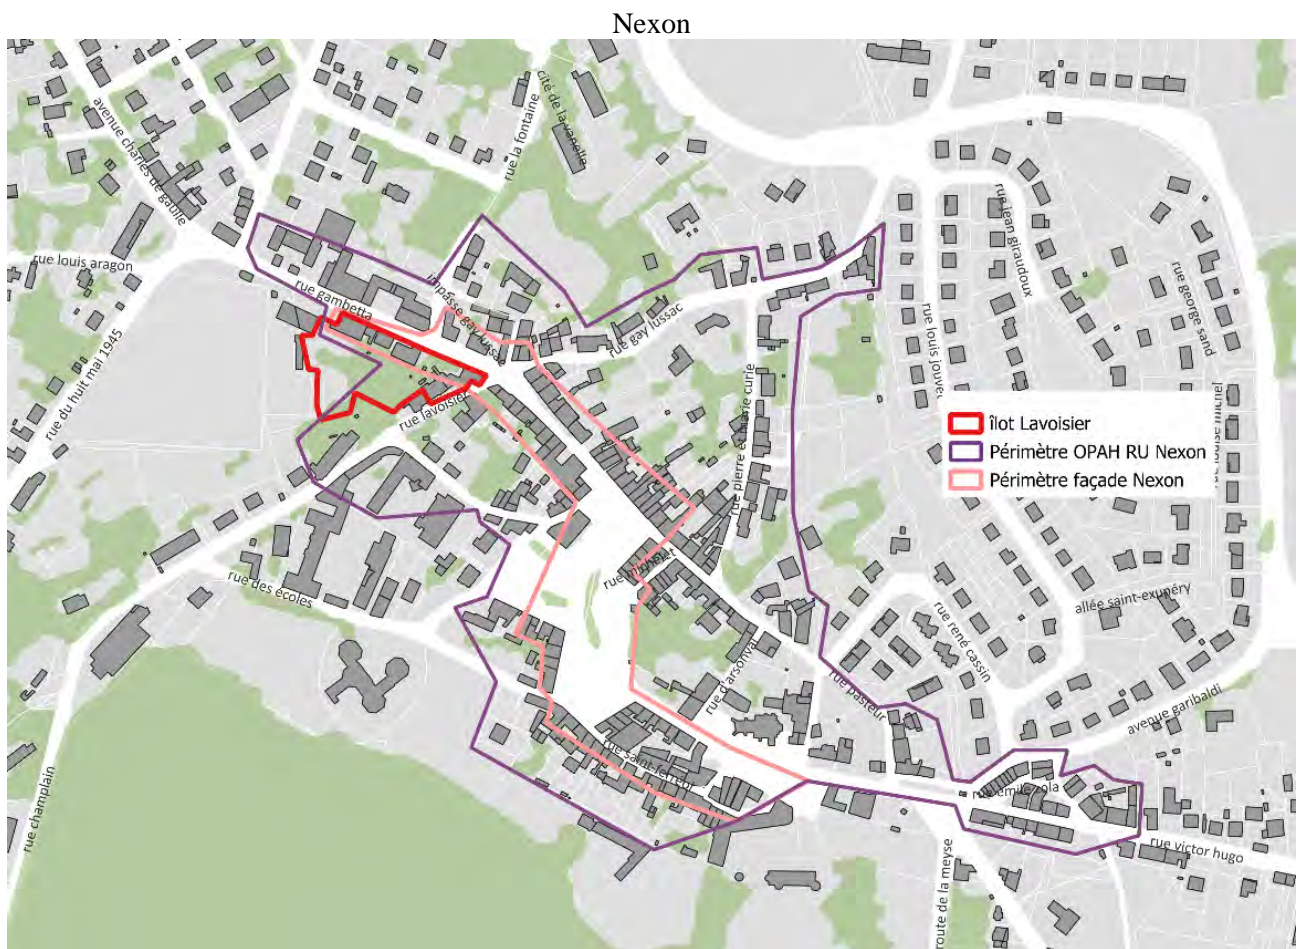 Nexon
avenue charles de gaulle
rue la fontaine
cité de la vanelle
rue louis aragon
rue gambetta
impasse gay lussac
rue jean giraudoux
rue george sand
rue du huit mai 1945
rue gay lussac
rue louis jouvet
rue lavoisier
rue pierre et marie curie
îlot Lavoisier
Périmètre OPAH RU Nexon
Périmètre façade Nexon
rue michelet
rue des écoles
allée saint-exupéry
rue rené cassin
rue d'arsonval
rue pasteur
avenue garibaldi
rue saint-ferréol
rue émile zola
rue champlain
rue victor hugo
route de la meyse